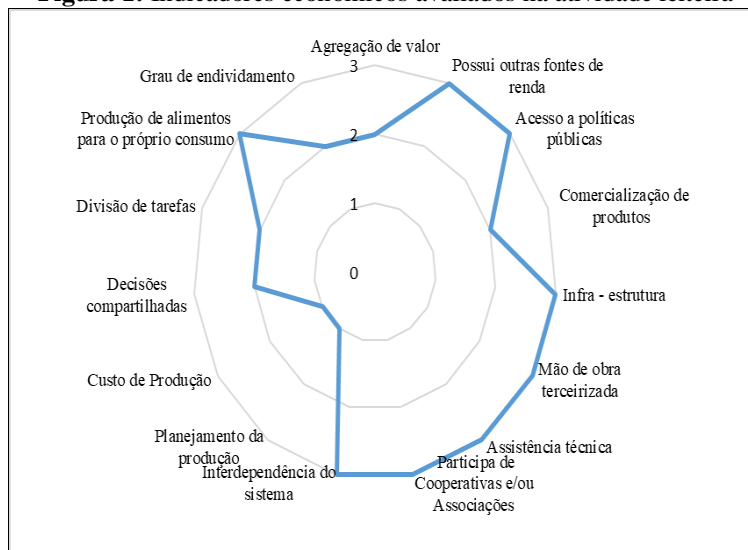 Agregação de valor
Possui outras fontes de
renda
Acesso a políticas
públicas
Comercialização de
produtos
Infra - estrutura
Mão de obra
terceirizada
Assistência técnica
Participa de
Cooperativas e/ou
Associações
Interdependência do
sistema
Planejamento da
produção
Custo de Produção
Decisões
compartilhadas
Divisão de tarefas
Produção de alimentos
para o próprio consumo
Grau de endividamento
3
2
1
0